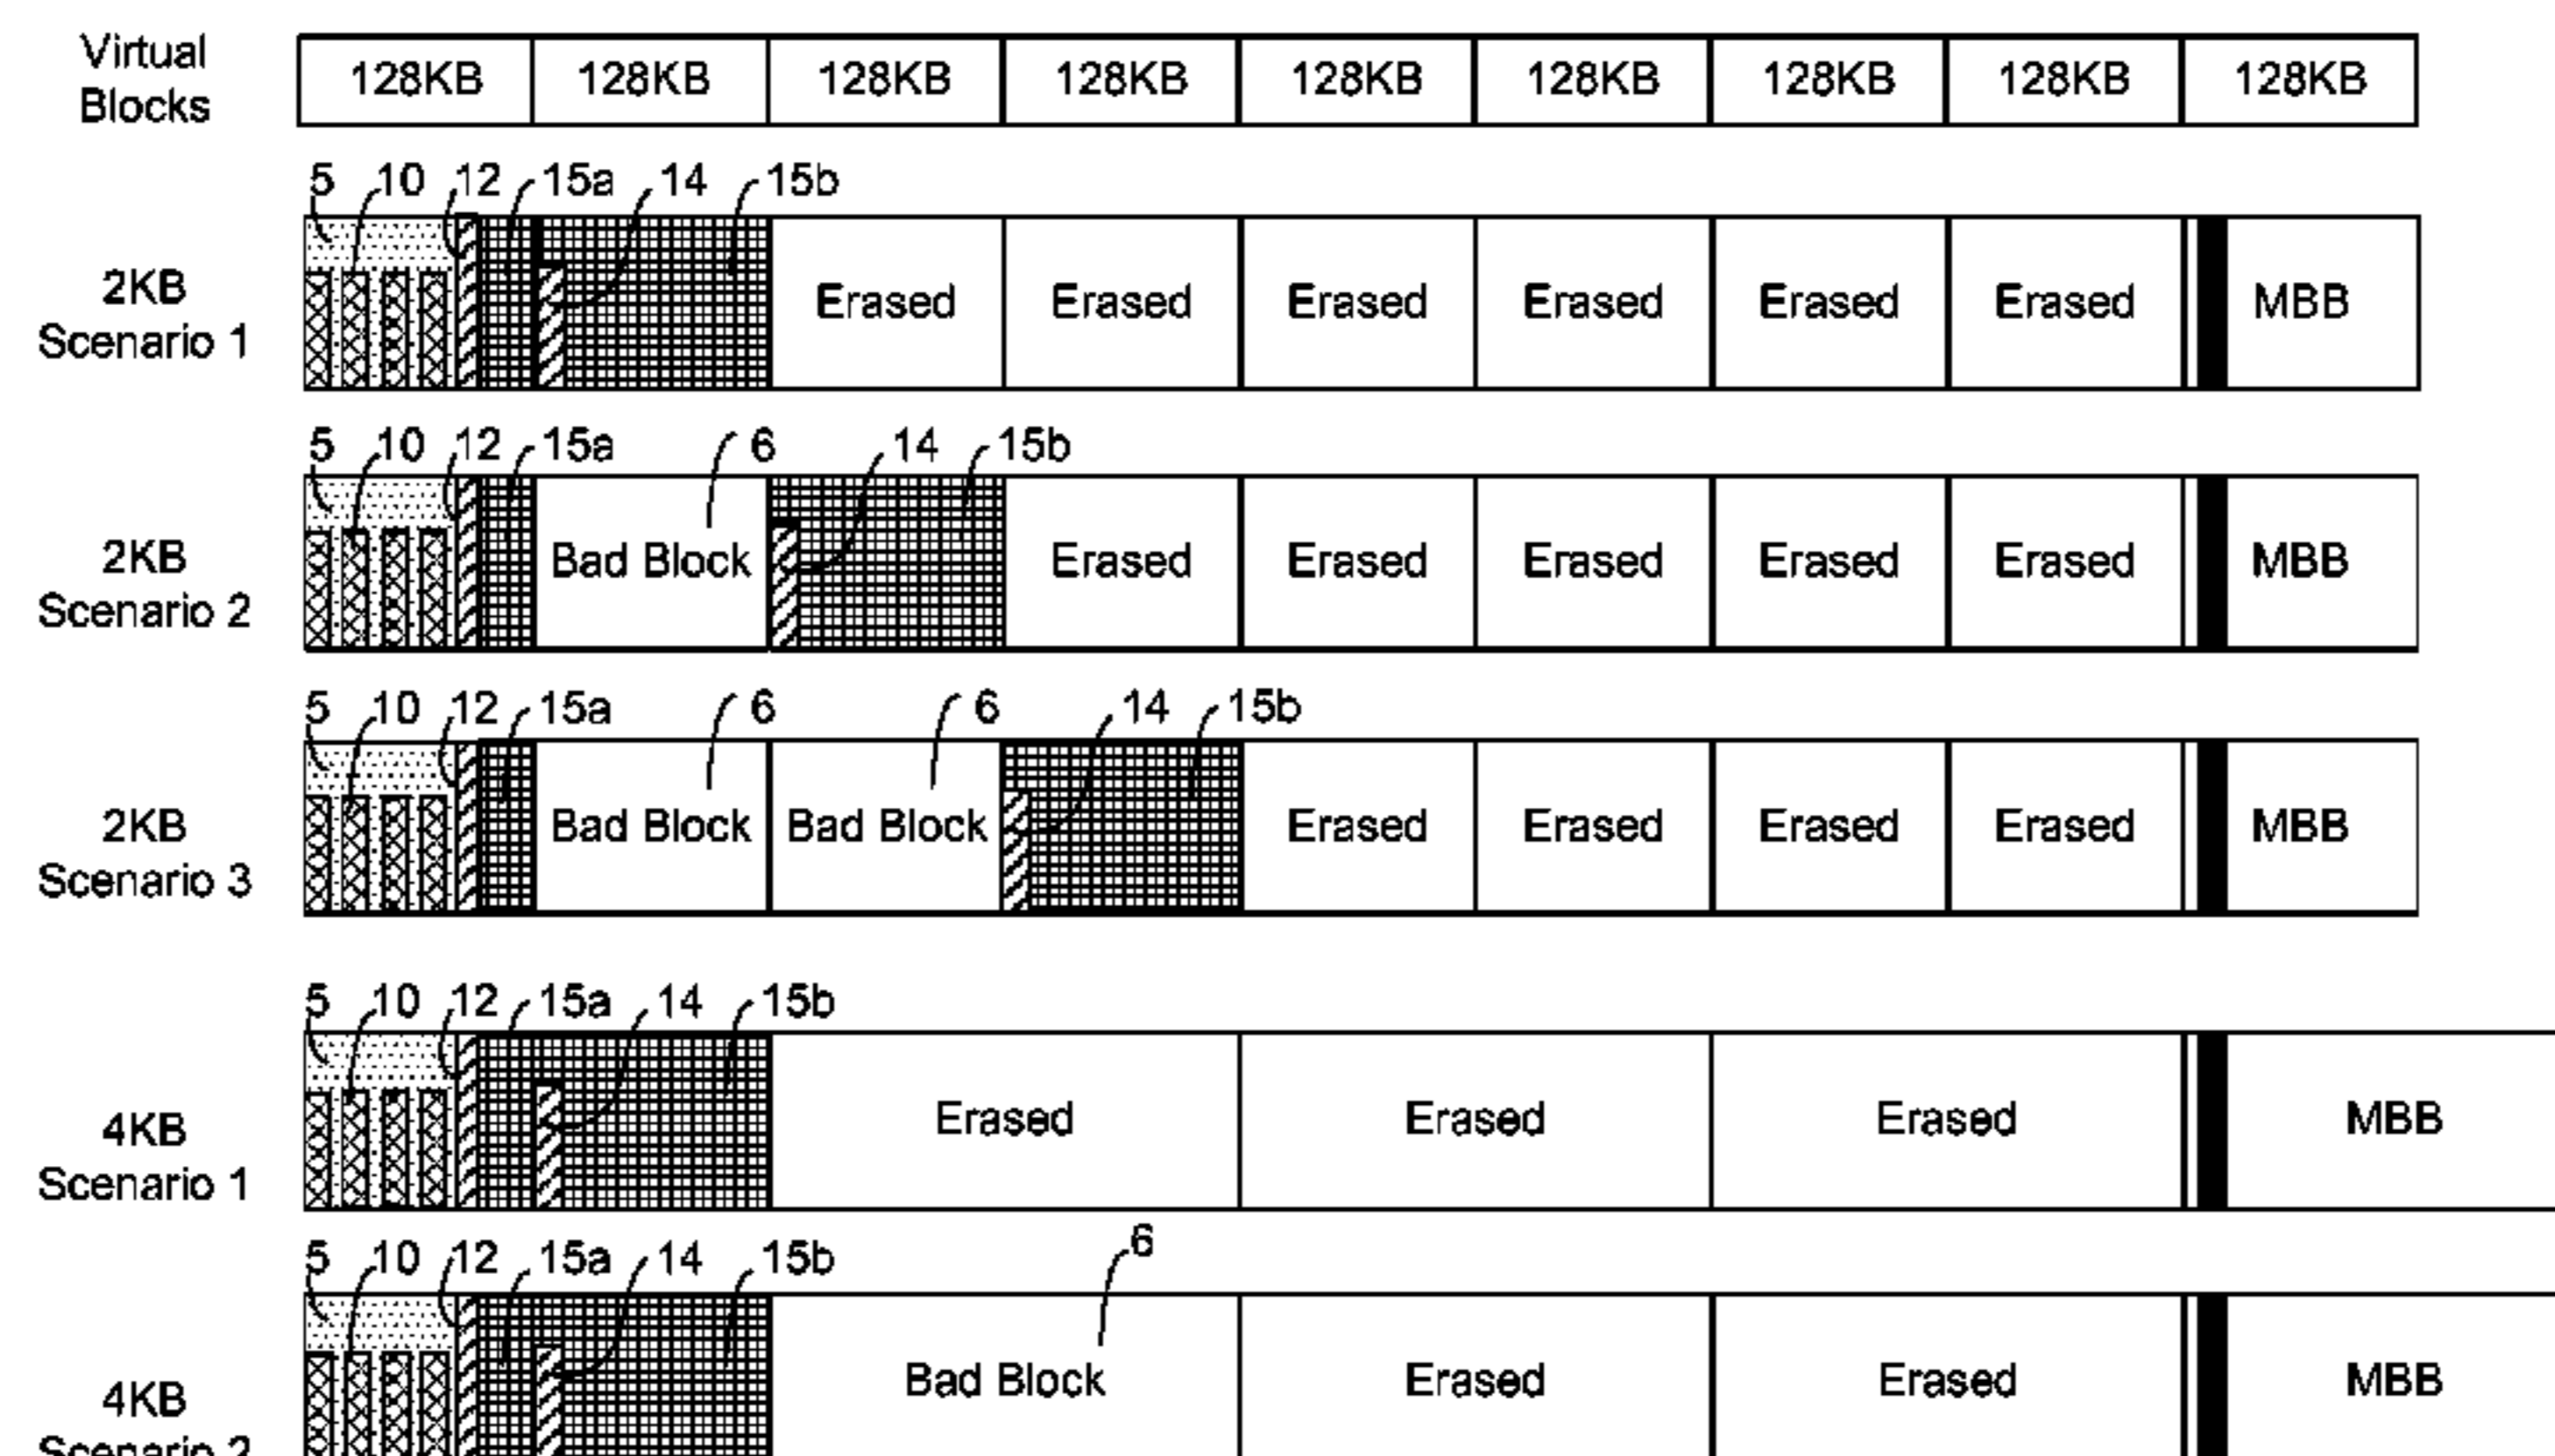 Virtual
Blocks
128KB 128KB 128KB 128KB 128KB 128KB 128KB 128KB 128KB
5 10 12 15a 14 15b
2KB
Scenario 1
Erased Erased Erased Erased Erased Erased MBB
5 10 12 15a 6 14 15b
2KB
Scenario 2
Bad Block Erased Erased Erased Erased Erased MBB
5 10 12 15a 6 6 14 15b
2KB
Scenario 3
Bad Block Bad Block Erased Erased Erased Erased MBB
5 10 12 15a 14 15b
4KB
Scenario 1
Erased Erased Erased MBB
5 10 12 15a 14 15b 6
4KB
Scenario 2
Bad Block Erased Erased MBB